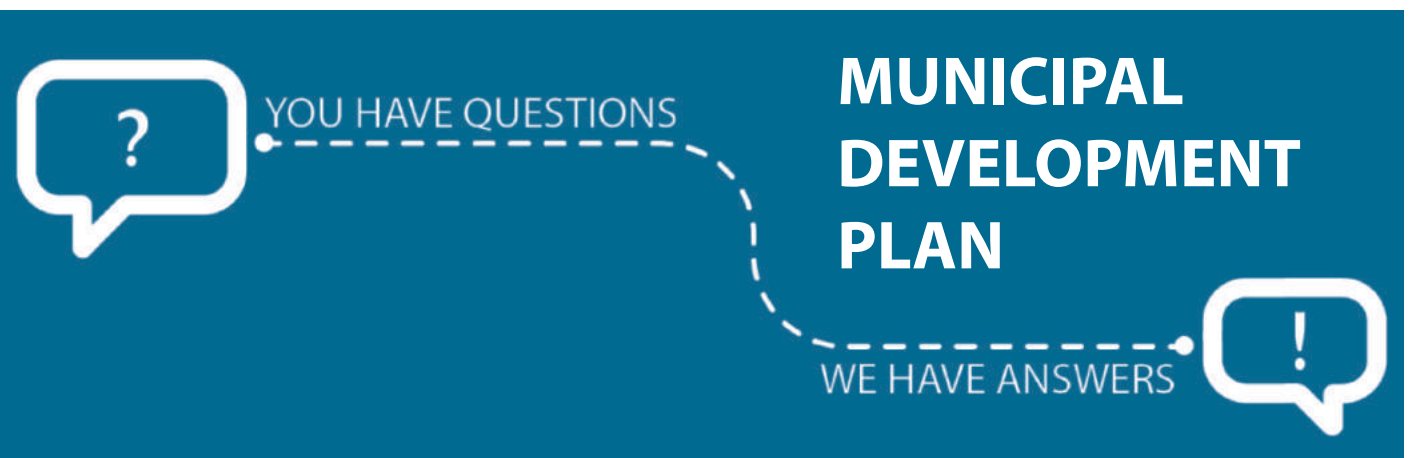 ?
YOU HAVE QUESTIONS
MUNICIPAL
DEVELOPMENT
PLAN
WE HAVE ANSWERS
!